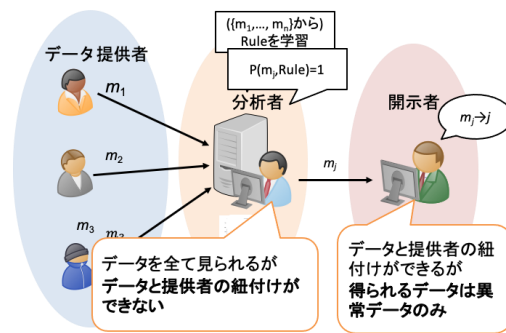 ({m1,…, mn}から)
Ruleを学習
P(mj,Rule)=1
データ提供者
分析者
開示者
m1
m2
m3
mj
mj→j
データを全て見られるが
データと提供者の紐付けが
できない
データと提供者の紐
付けができるが
得られるデータは異
常データのみ